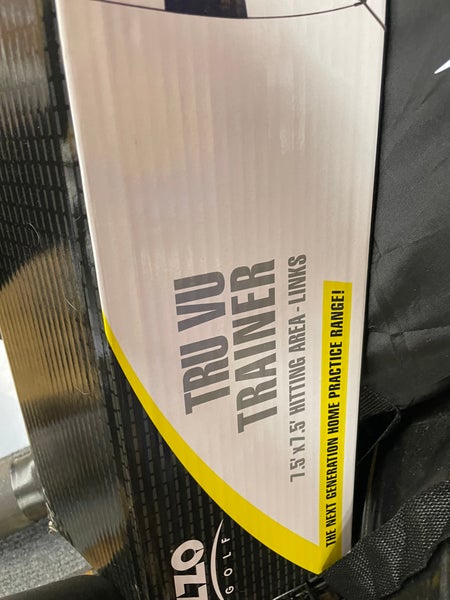 TRU VU
TRAINER
7.5' x 7.5' HITTING AREA - LINKS
THE NEXT GENERATION HOME PRACTICE RANGE!
GOLF